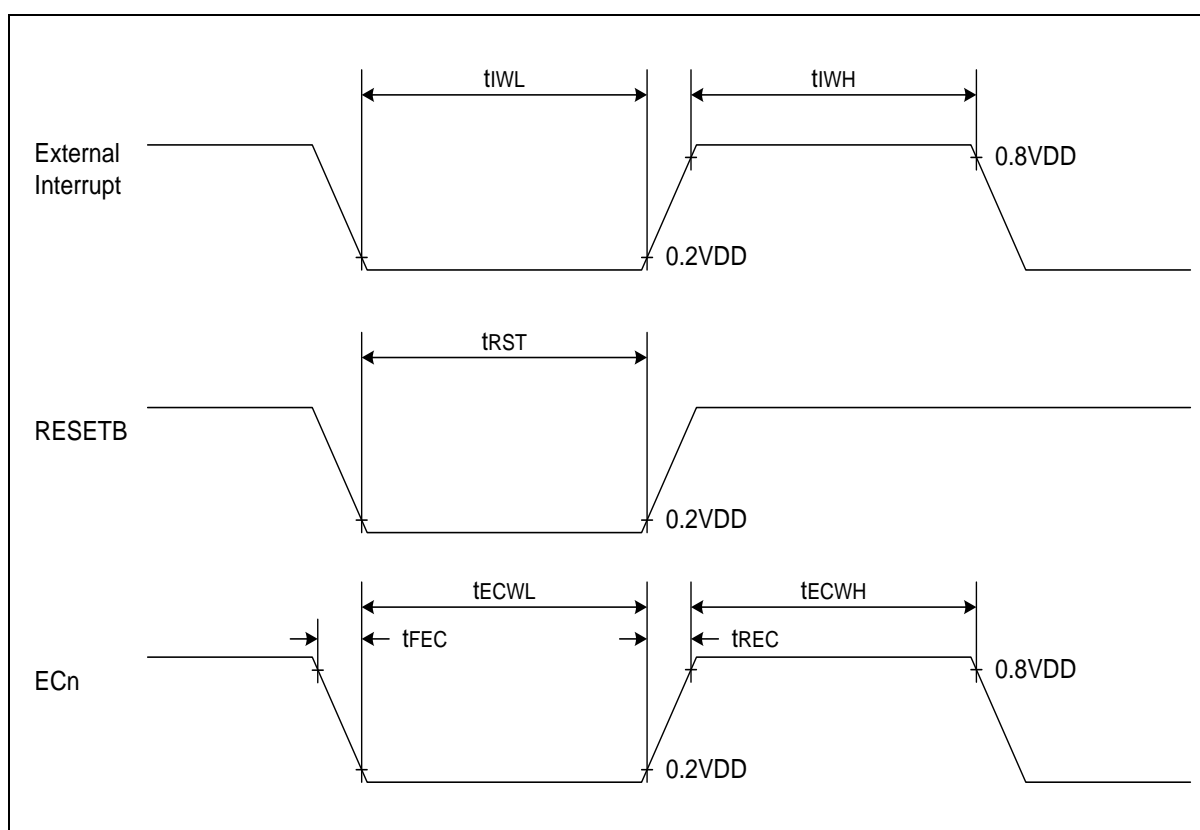 tIWL
tIWH
External
Interrupt
0.8VDD
0.2VDD
tRST
RESETB
0.2VDD
tECWL
tECWH
tFEC
tREC
ECn
0.8VDD
0.2VDD